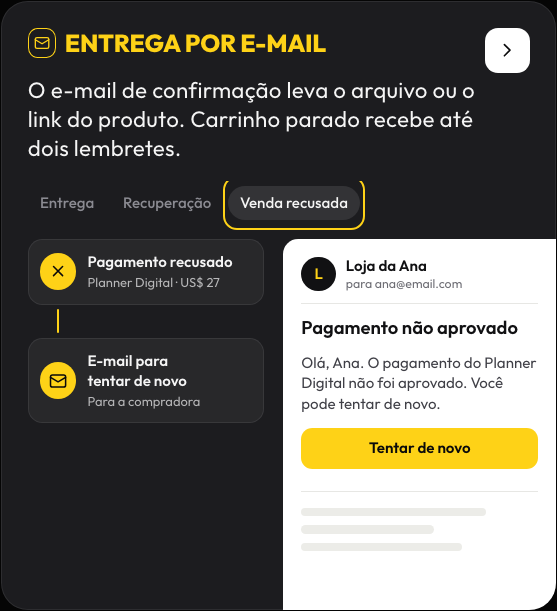 ENTREGA POR E-MAIL
O e-mail de confirmação leva o arquivo ou o
link do produto. Carrinho parado recebe até
dois lembretes.
Entrega
Recuperação
Venda recusada
Pagamento recusado
Planner Digital · US$ 27
E-mail para
tentar de novo
Para a compradora
L
Loja da Ana
para ana@email.com
Pagamento não aprovado
Olá, Ana. O pagamento do Planner
Digital não foi aprovado. Você
pode tentar de novo.
Tentar de novo